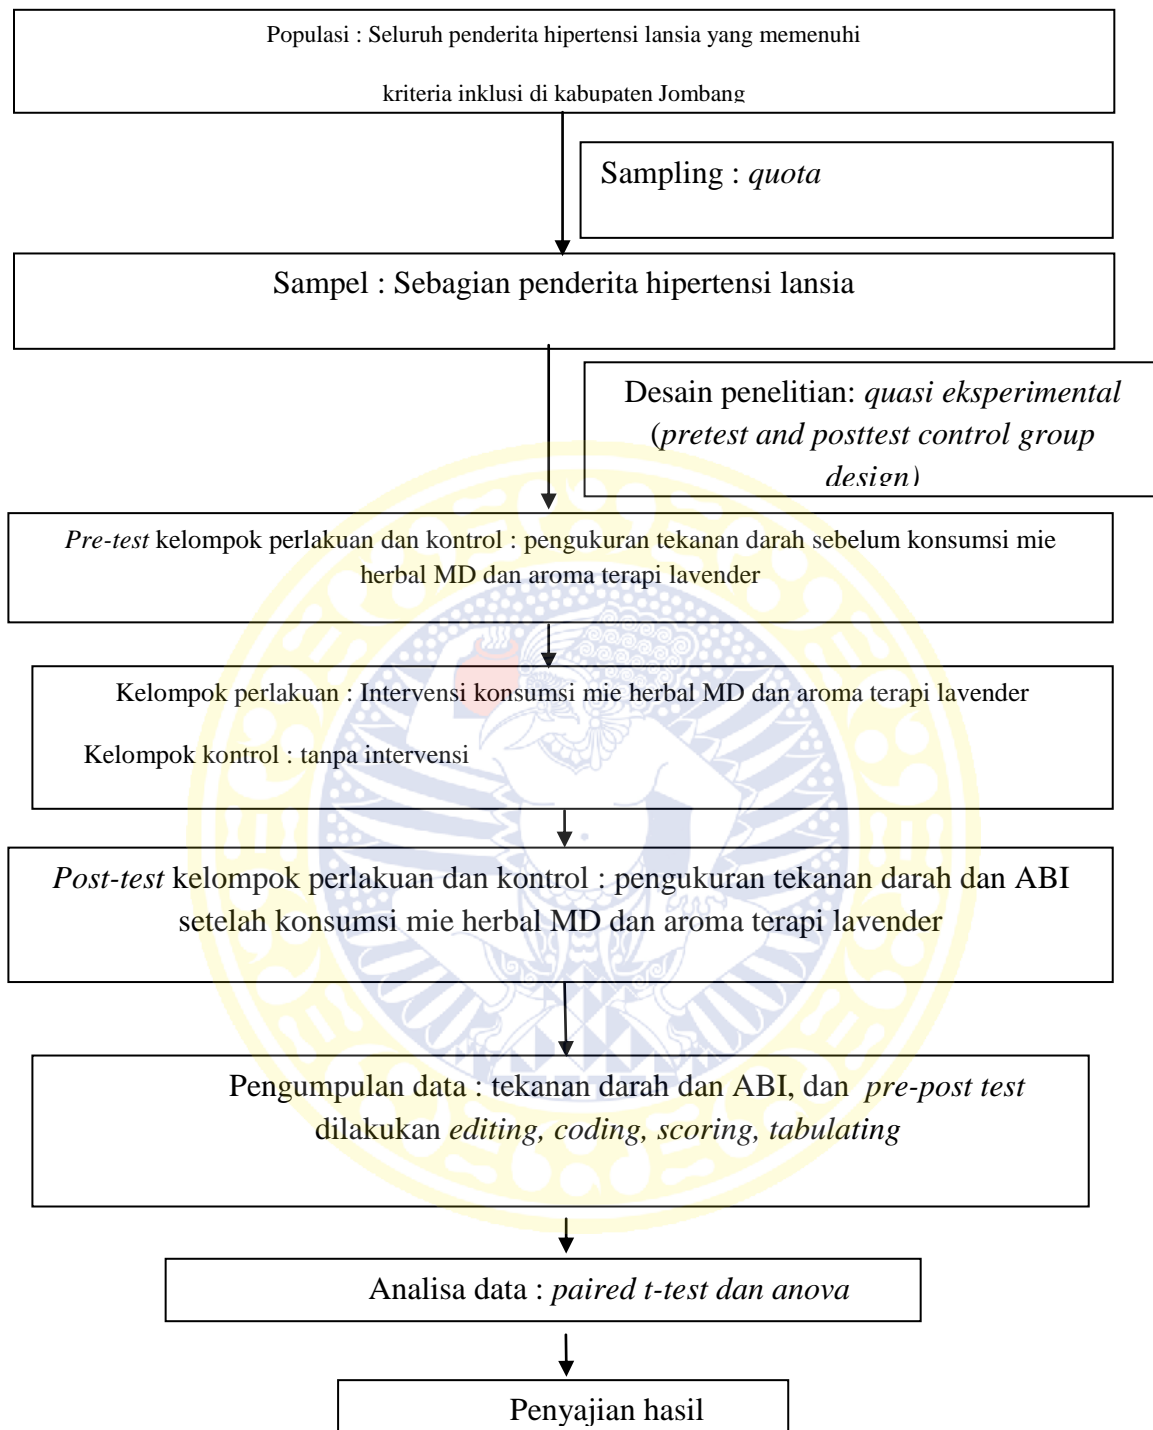 Populasi : Seluruh penderita hipertensi lansia yang memenuhi
kriteria inklusi di kabupaten Jombang
Sampling : quota
Sampel : Sebagian penderita hipertensi lansia
Desain penelitian: quasi eksperimental
(pretest and posttest control group
design)
Pre-test kelompok perlakuan dan kontrol : pengukuran tekanan darah sebelum konsumsi mie
herbal MD dan aroma terapi lavender
Kelompok perlakuan : Intervensi konsumsi mie herbal MD dan aroma terapi lavender
Kelompok kontrol : tanpa intervensi
Post-test kelompok perlakuan dan kontrol : pengukuran tekanan darah dan ABI
setelah konsumsi mie herbal MD dan aroma terapi lavender
Pengumpulan data : tekanan darah dan ABI, dan pre-post test
dilakukan editing, coding, scoring, tabulating
Analisa data : paired t-test dan anova
Penyajian hasil